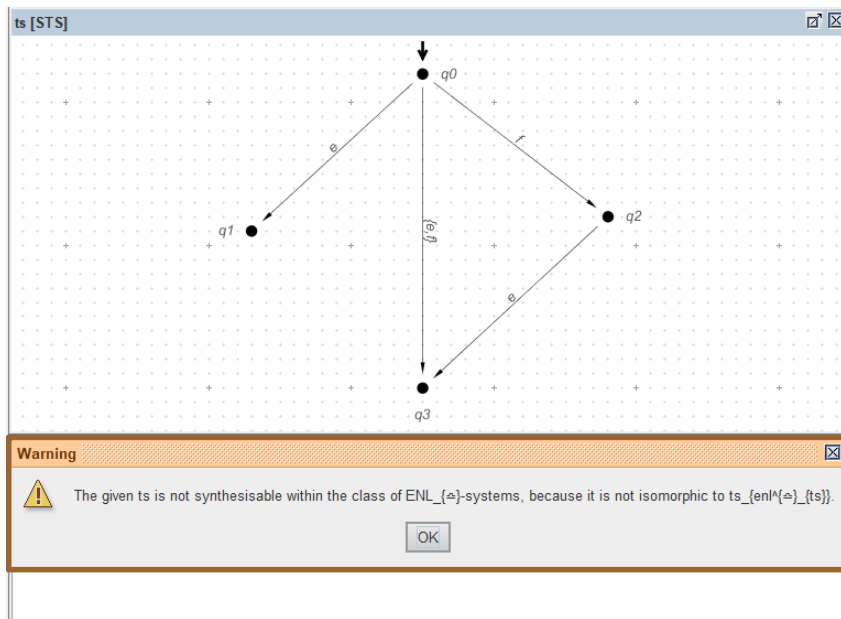 ts [STS]
q0
e
f
q1
{e,f}
q2
e
q3
Warning
The given ts is not synthesisable within the class of ENL_{≏}-systems, because it is not isomorphic to ts_{enl^{≏}_{ts}}.
OK